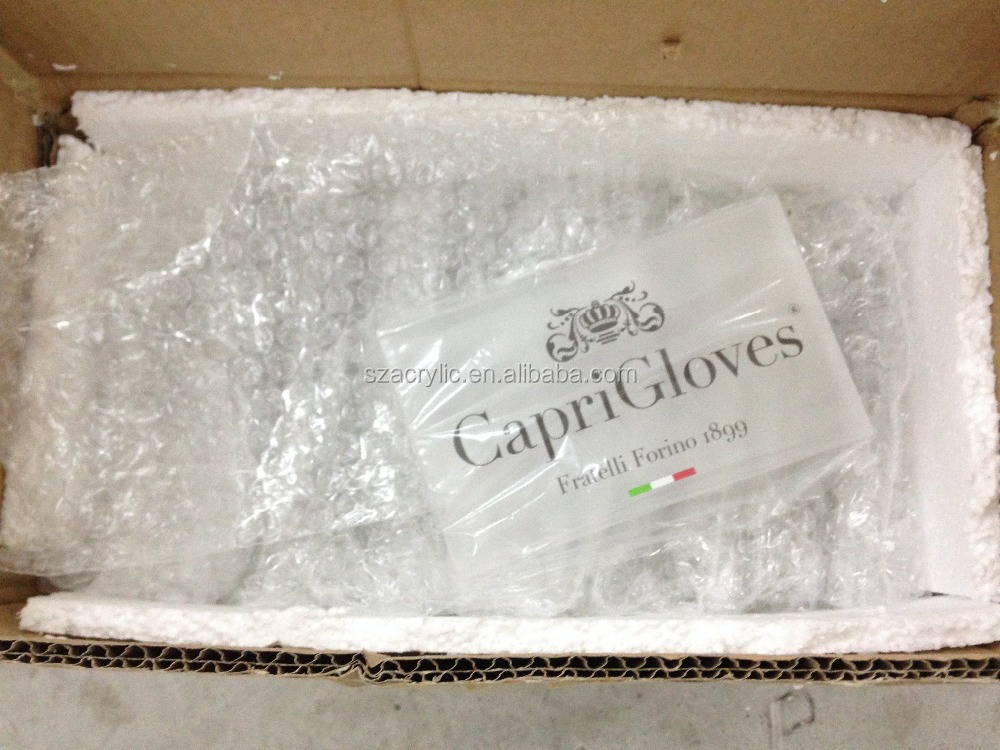 CapriGloves®
Fratelli Forino 1899
szacrylic.en.alibaba.com